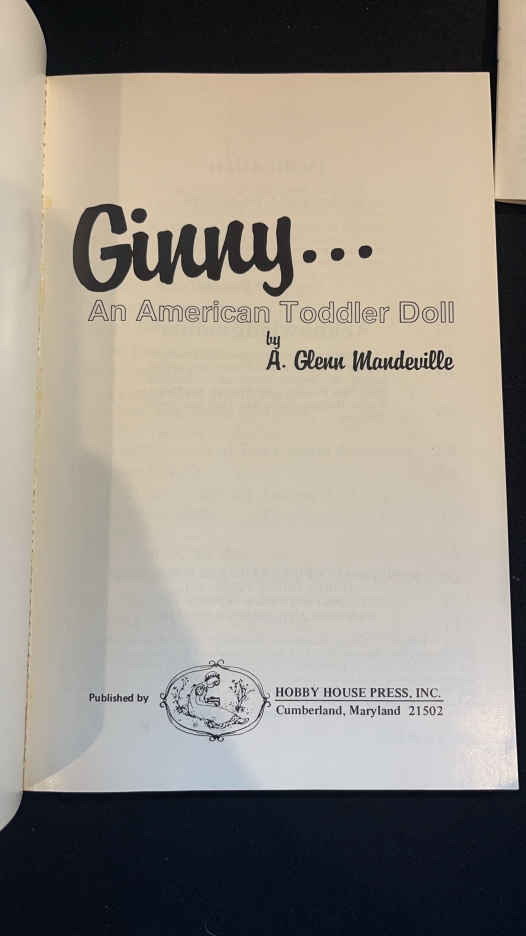 Ginny...
An American Toddler Doll
by
A. Glenn Mandeville
Published by
HOBBY HOUSE PRESS, INC.
Cumberland, Maryland 21502